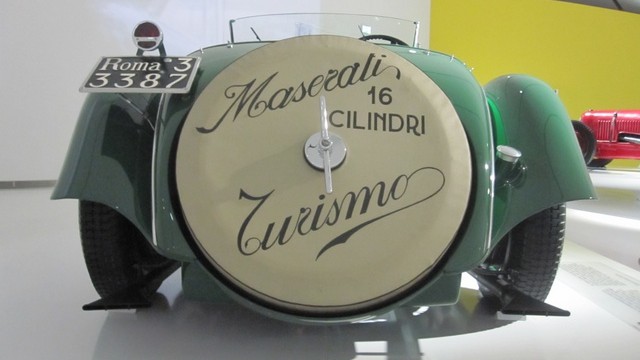 Roma 3
3387
Maserati
16
CILINDRI
Turismo